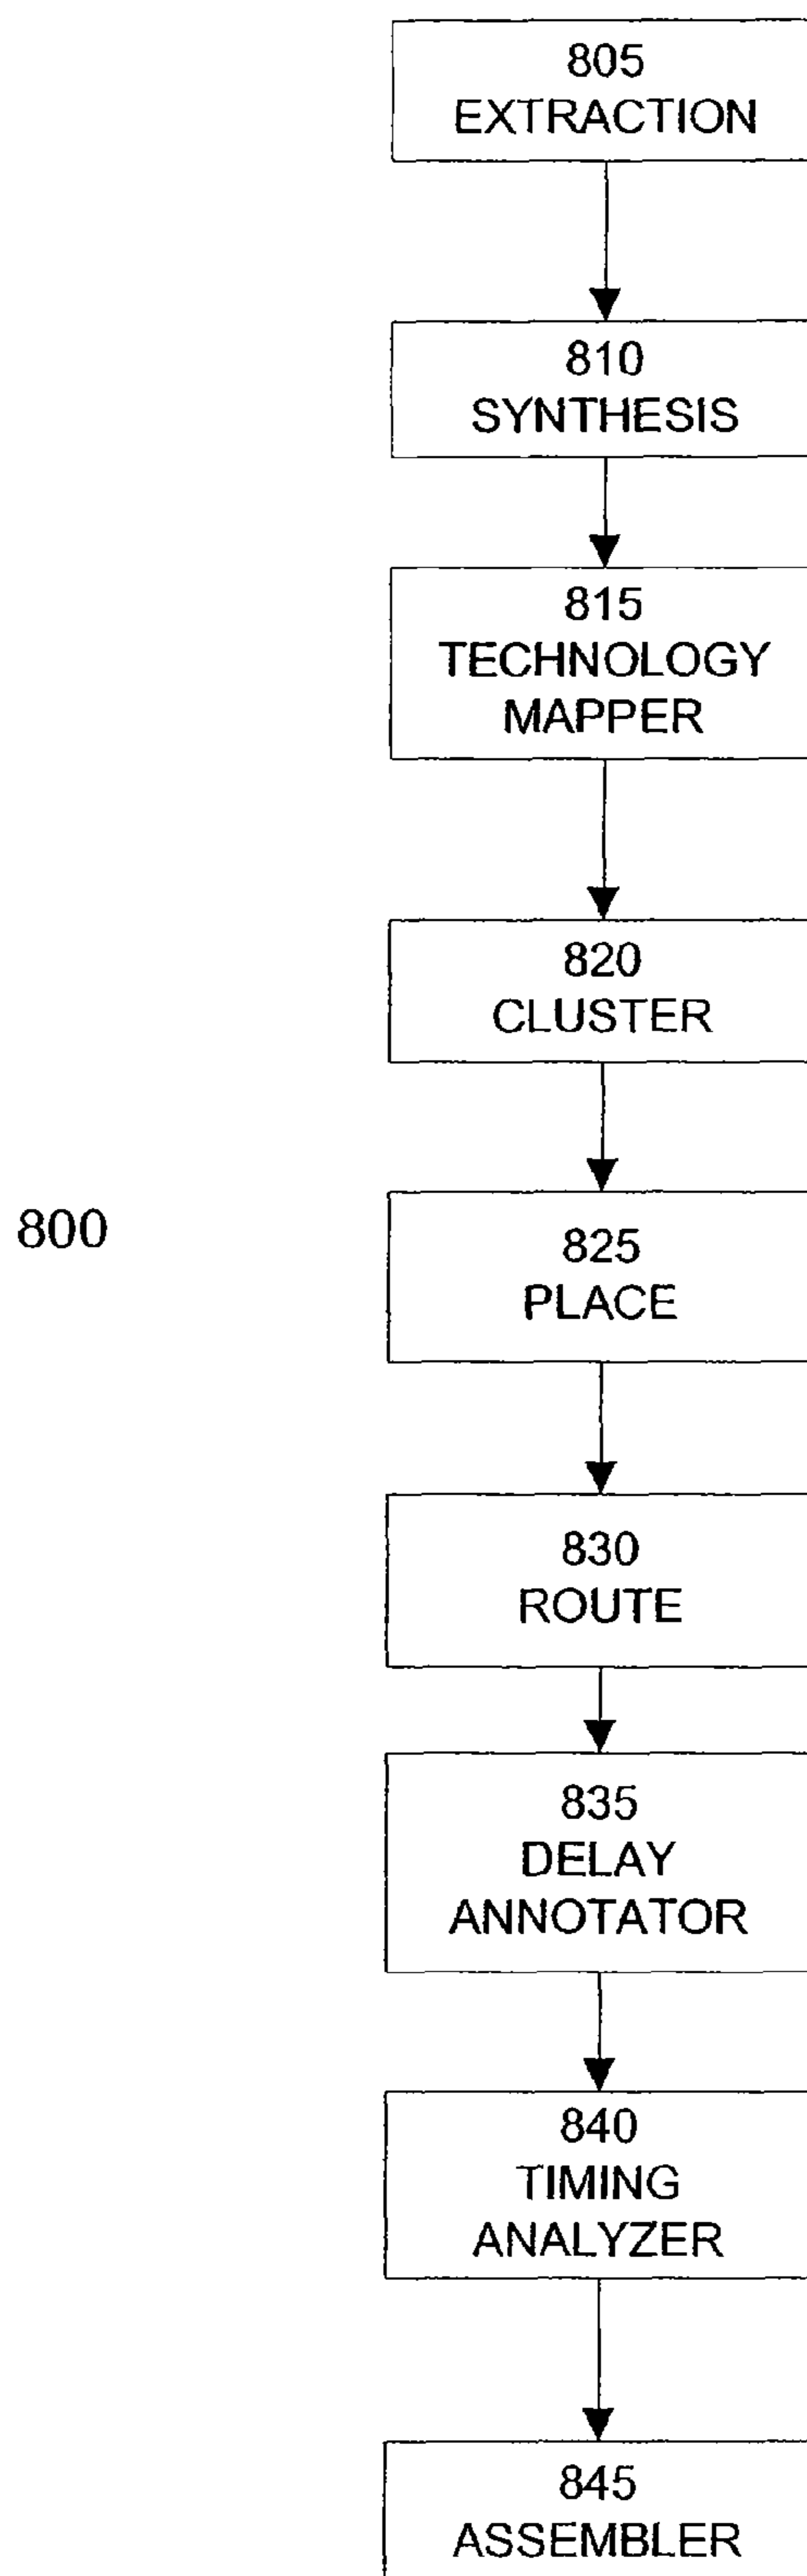 805
EXTRACTION
810
SYNTHESIS
815
TECHNOLOGY
MAPPER
820
CLUSTER
800
825
PLACE
830
ROUTE
835
DELAY
ANNOTATOR
840
TIMING
ANALYZER
845
ASSEMBLER